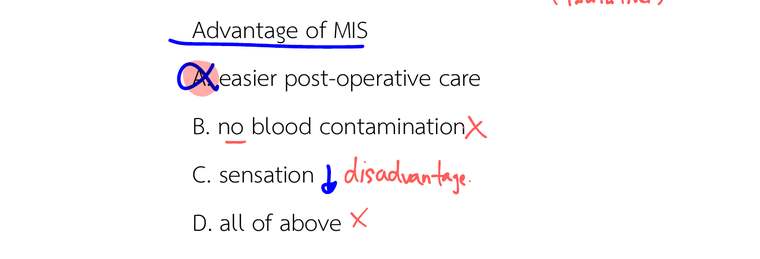 Advantage of MIS
A. easier post-operative care
B. no blood contamination X
C. sensation ↓ disadvantage.
D. all of above X